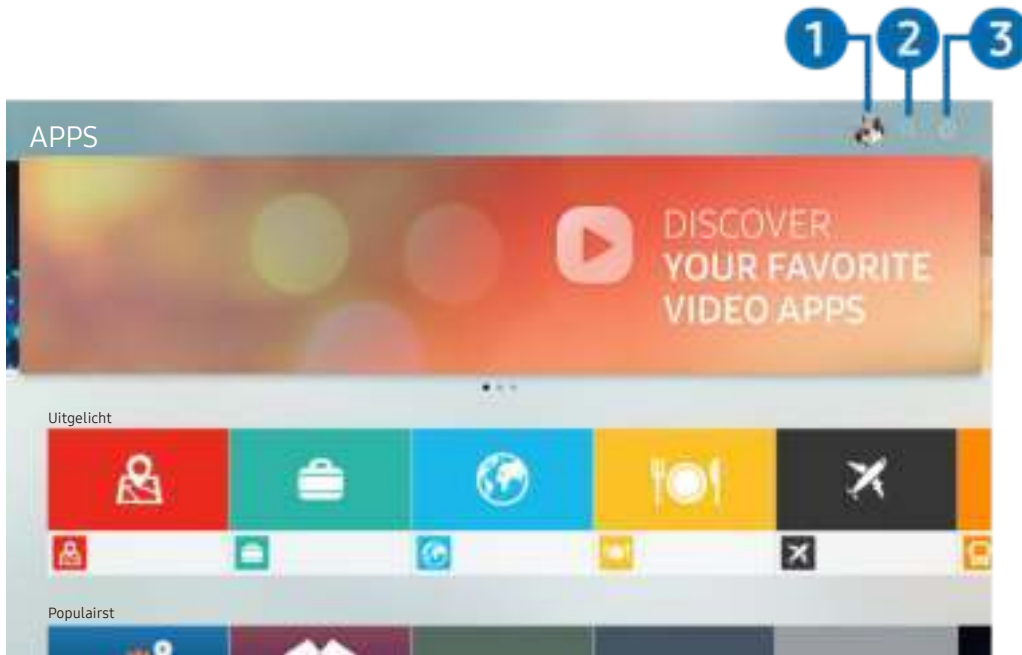 1 2 3
APPS
DISCOVER
YOUR FAVORITE
VIDEO APPS
Uitgelicht
Populairst